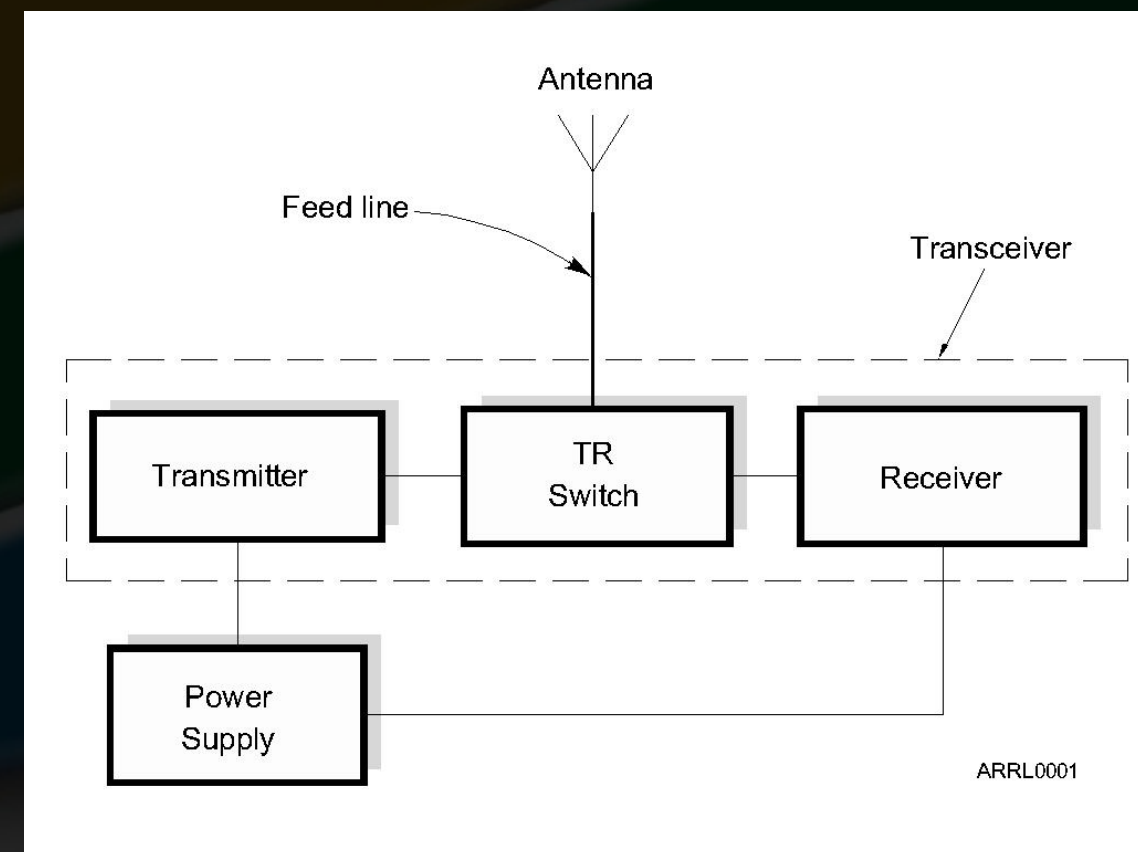 Antenna
Feed line
Transceiver
Transmitter
TR
Switch
Receiver
Power
Supply
ARRL0001